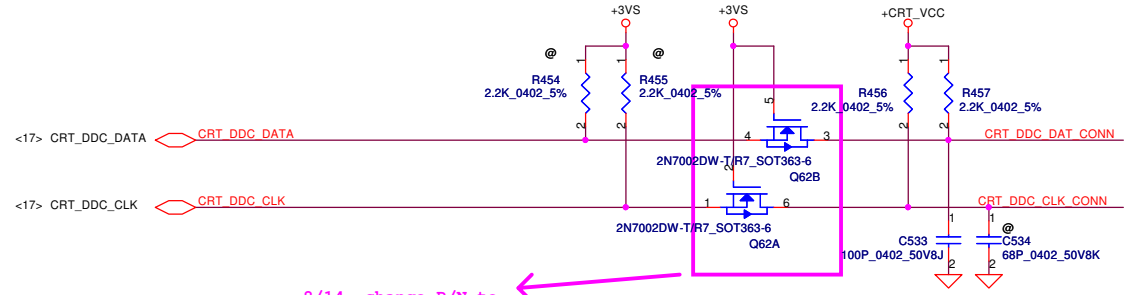 +3VS
+3VS
+CRT_VCC
@
@
1
1
1
1
R454
2.2K_0402_5%
R455
2.2K_0402_5%
R456
2.2K_0402_5%
R457
2.2K_0402_5%
5
2
2
2
2
<17> CRT_DDC_DATA
CRT_DDC_DATA
4
3
CRT_DDC_DAT_CONN
2N7002DW-T/R7_SOT363-6
Q62B
2
<17> CRT_DDC_CLK
CRT_DDC_CLK
1
6
CRT_DDC_CLK_CONN
2N7002DW-T/R7_SOT363-6
Q62A
1
1
@
C533
100P_0402_50V8J
C534
68P_0402_50V8K
2
2
change P/N to